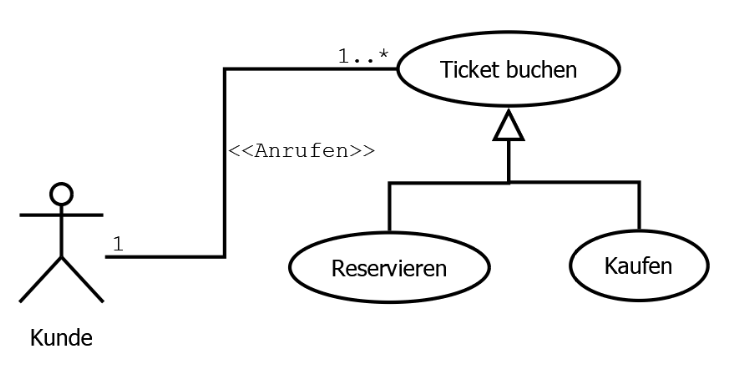 1..*
Ticket buchen
<<Anrufen>>
1
Reservieren
Kaufen
Kunde